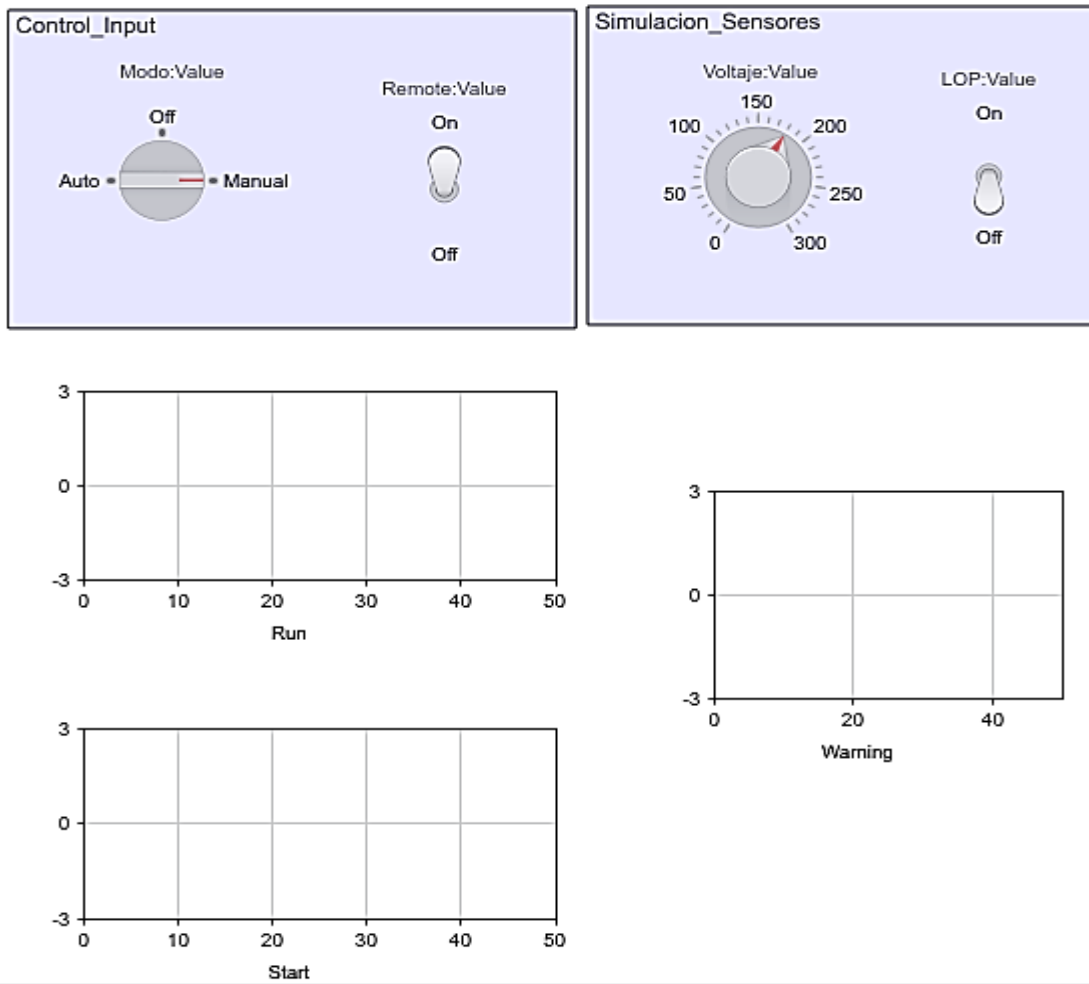 Control_Input
Modo:Value
Off
Auto
Manual
Remote:Value
On
Off
Simulacion_Sensores
Voltaje:Value
150
100
200
50
250
0
300
LOP:Value
On
Off
3
0
-3
0 10 20 30 40 50
Run
3
0
-3
0 20 40
Warning
3
0
-3
0 10 20 30 40 50
Start